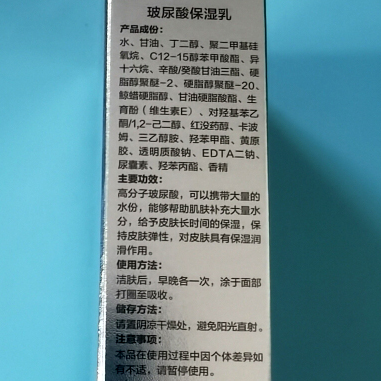 玻尿酸保湿乳
产品成份：
水、甘油、丁二醇、聚二甲基硅
氧烷、C12-15醇苯甲酸酯、异
十六烷、辛酸/癸酸甘油三酯、硬
脂醇聚醚-2、硬脂醇聚醚-20、
鲸蜡硬脂醇、甘油硬脂酸酯、生
育酚（维生素E）、对羟基苯乙
酮/1,2-己二醇、红没药醇、卡波
姆、三乙醇胺、羟苯甲酯、黄原
胶、透明质酸钠、EDTA二钠、
尿囊素、羟苯丙酯、香精
主要功效：
高分子玻尿酸，可以携带大量的
水份，能够帮助肌肤补充大量水
分，给予皮肤长时间的保湿，保
持皮肤弹性，对皮肤具有保湿润
滑作用。
使用方法：
洁肤后，早晚各一次，涂于面部
打圈至吸收。
储存方法：
请置阴凉干燥处，避免阳光直射。
注意事项：
本品在使用过程中因个体差异如
有不适，请暂停使用。